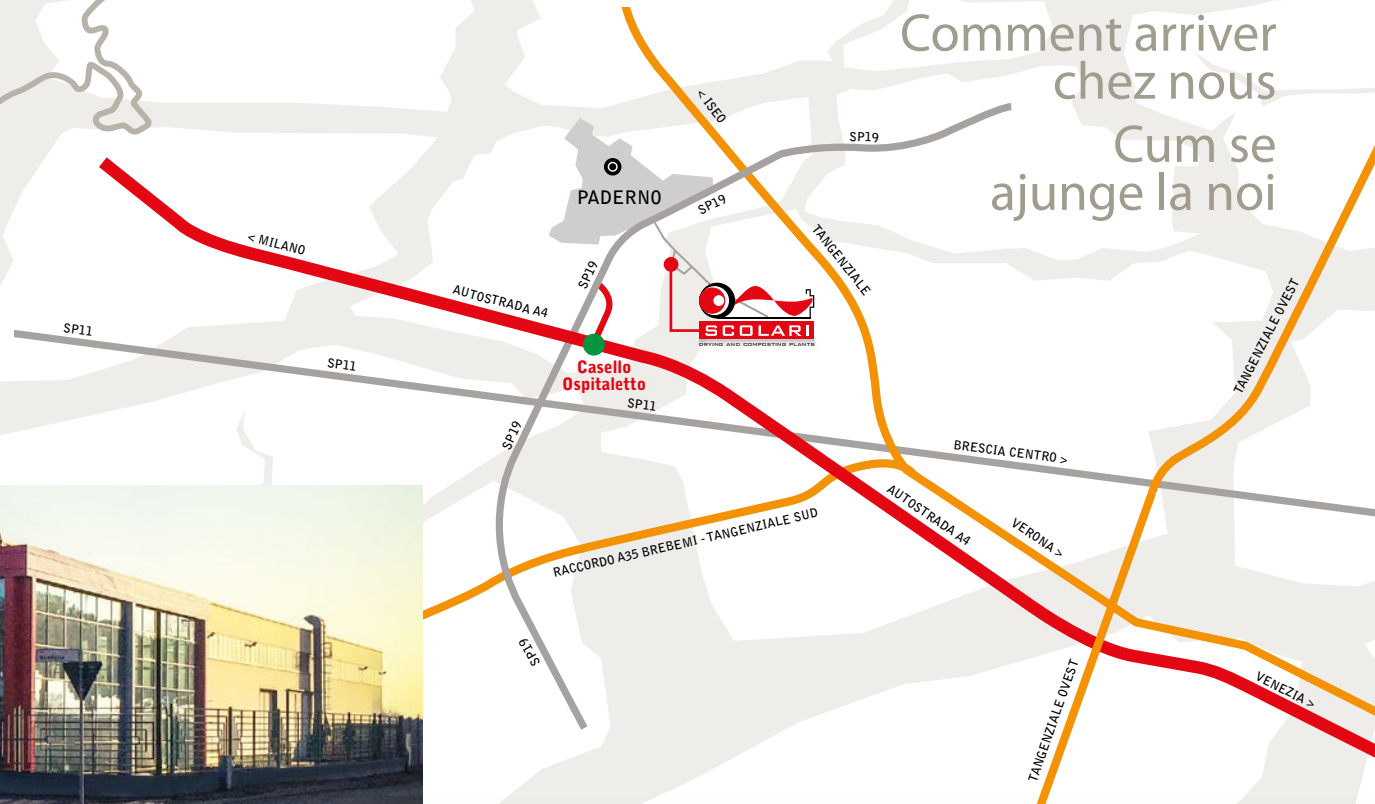 Comment arriver
chez nous
Cum se
ajunge la noi
< ISEO
SP19
PADERNO
SP19
< MILANO
TANGENZIALE
SP19
AUTOSTRADA A4
SCOLARI
DRYING AND COMPOSTING PLANTS
TANGENZIALE OVEST
SP11
SP11
Casello
Ospitaletto
SP11
SP19
BRESCIA CENTRO >
AUTOSTRADA A4
VERONA >
RACCORDO A35 BREBEMI - TANGENZIALE SUD
SP19
TANGENZIALE OVEST
VENEZIA >